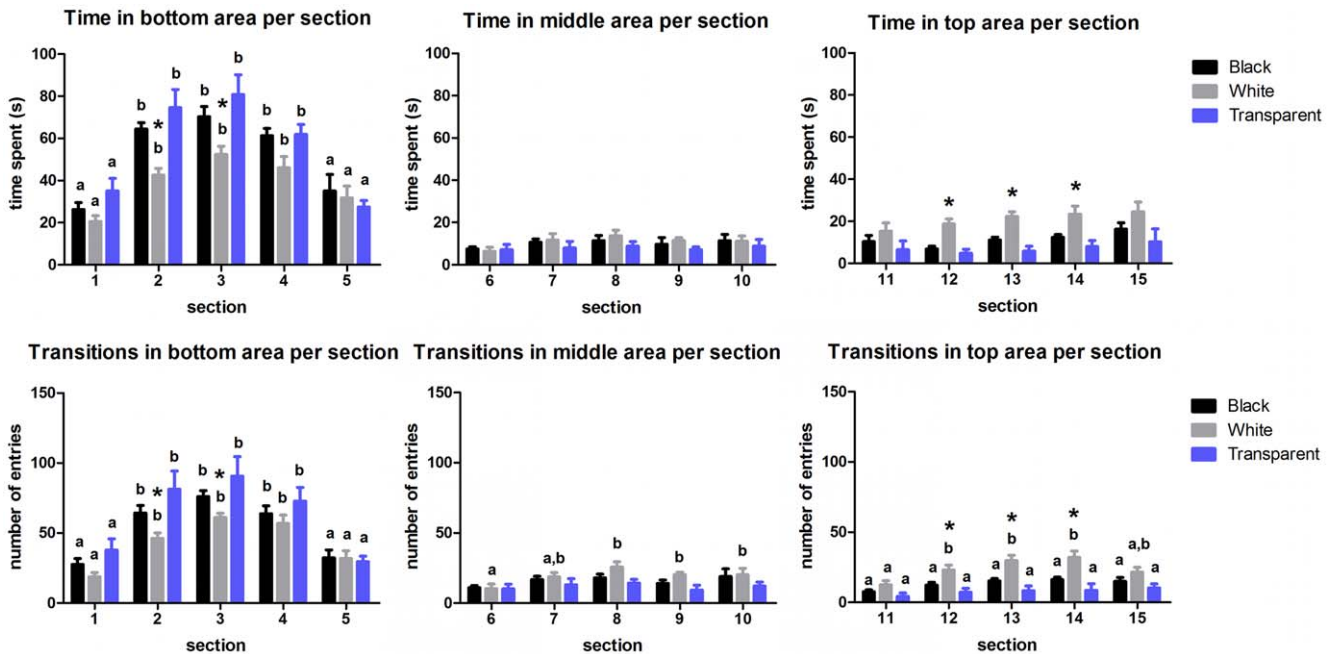 Time in bottom area per section
time spent (s)
100
80
60
40
20
0
a a a
b * b b
b * b b
b b b
a a a
1 2 3 4 5
section
Time in middle area per section
time spent (s)
100
80
60
40
20
0
6 7 8 9 10
section
Time in top area per section
time spent (s)
100
80
60
40
20
0
* * *
11 12 13 14 15
section
Black
White
Transparent
Transitions in bottom area per section
number of entries
150
100
50
0
a a a
b * b b
b * b b
b b b
a a a
1 2 3 4 5
section
Transitions in middle area per section
number of entries
150
100
50
0
a a,b b b b
6 7 8 9 10
section
Transitions in top area per section
number of entries
150
100
50
0
a a a
a * b a
a * b a
a * b a
a a,b a
11 12 13 14 15
section
Black
White
Transparent